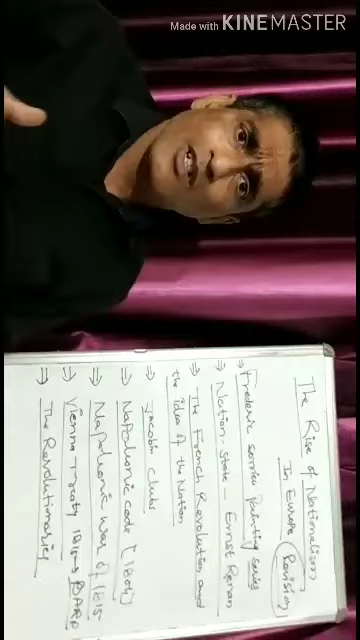 Made with KINEMASTER
The Rise of Nationalism
In Europe (Revision)
⇒ Frederic sorrieu Painting series
⇒ Nation-state - Ernst Renan
⇒ The French Revolution and
the idea of the Nation
⇒ Jacobin clubs
⇒ Napoleonic code (1804)
⇒ Napoleonic war of 1815
⇒ Vienna Treaty 1815
⇒ The Revolutionaries